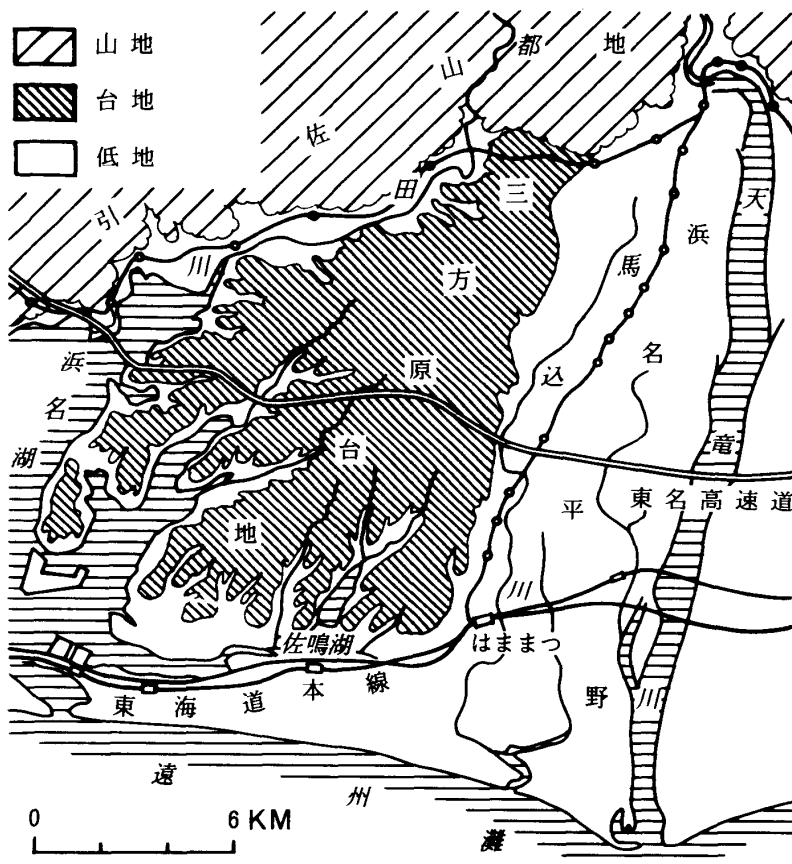 山地
台地
低地
引佐山地
都田川
三方原台地
馬込川
浜名平野
天竜川
浜名湖
東名高速道
佐鳴湖
はままつ
東海道本線
遠州灘
0 6 KM